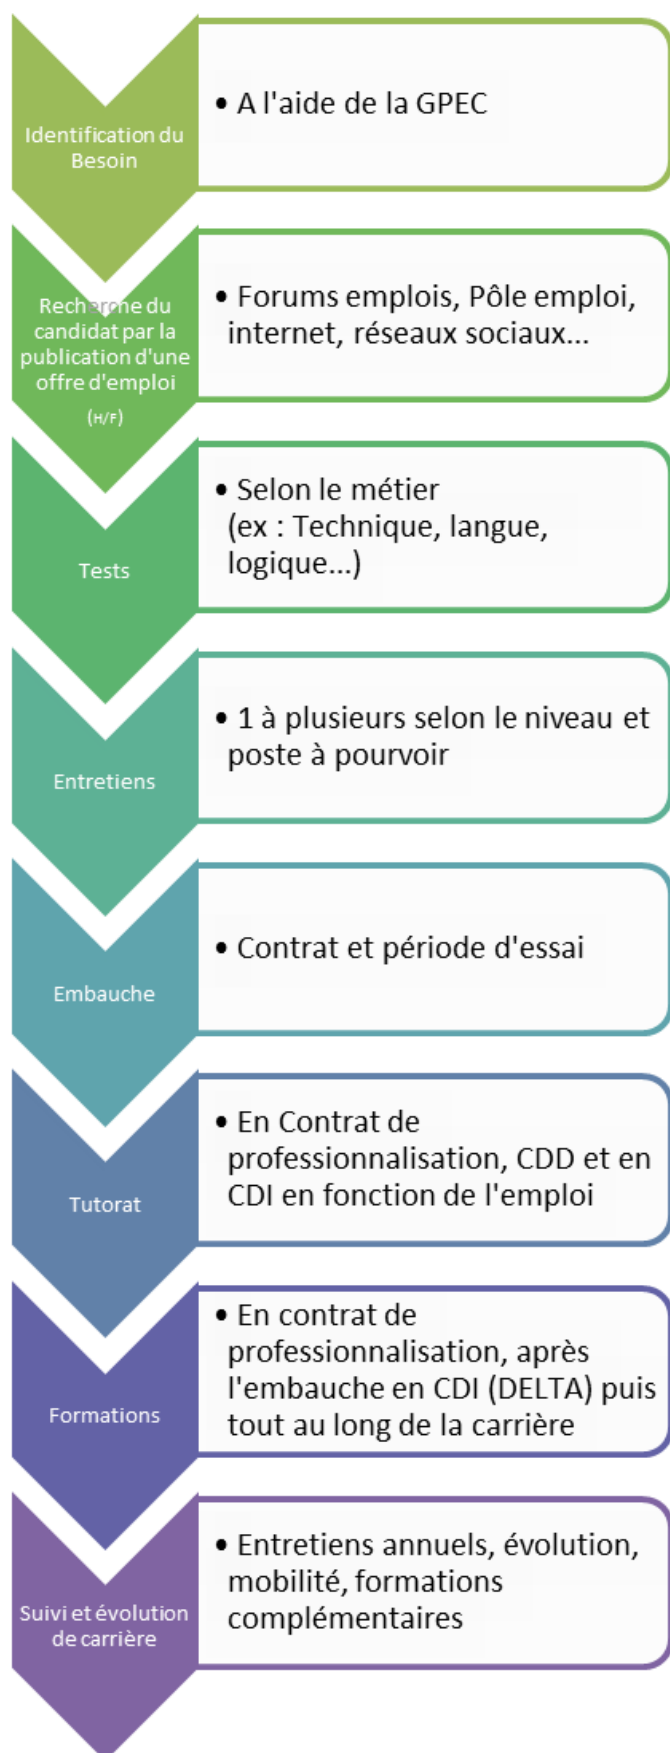 Identification du
Besoin
• A l'aide de la GPEC
Recherche du
candidat par la
publication d'une
offre d'emploi
(H/F)
• Forums emplois, Pôle emploi,
internet, réseaux sociaux...
Tests
• Selon le métier
(ex : Technique, langue,
logique...)
Entretiens
• 1 à plusieurs selon le niveau et
poste à pourvoir
Embauche
• Contrat et période d'essai
Tutorat
• En Contrat de
professionnalisation, CDD et en
CDI en fonction de l'emploi
Formations
• En contrat de
professionnalisation, après
l'embauche en CDI (DELTA) puis
tout au long de la carrière
Suivi et évolution
de carrière
• Entretiens annuels, évolution,
mobilité, formations
complémentaires